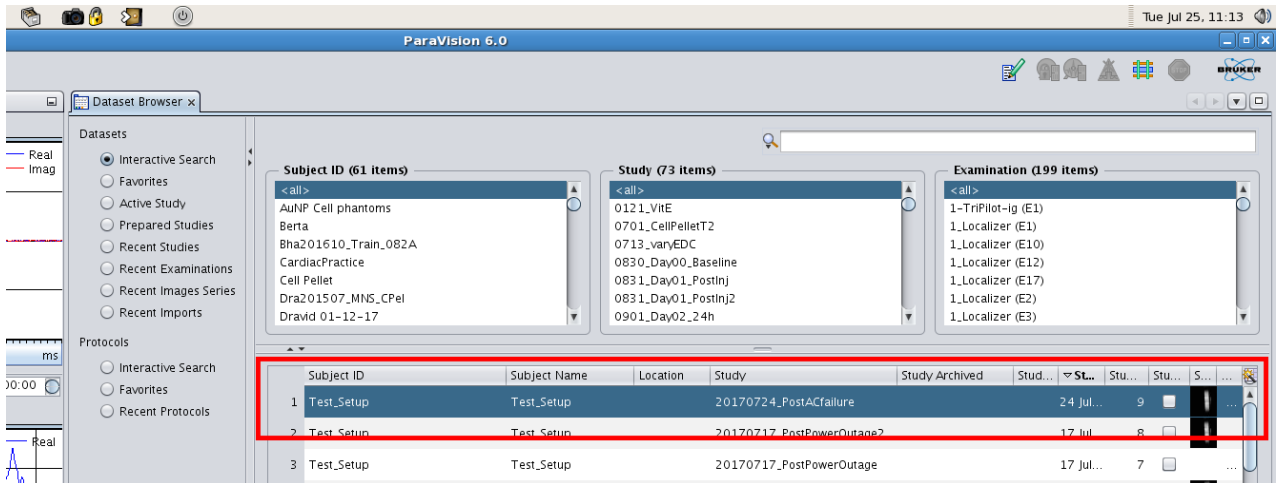 Tue Jul 25, 11:13
ParaVision 6.0
BRUKER
Dataset Browser x
Real
Imag
ms
00:00
Real
Datasets
Interactive Search
Favorites
Active Study
Prepared Studies
Recent Studies
Recent Examinations
Recent Images Series
Recent Imports
Protocols
Interactive Search
Favorites
Recent Protocols
Subject ID (61 items)
<all>
AuNP Cell phantoms
Berta
Bha201610_Train_082A
CardiacPractice
Cell Pellet
Dra201507_MNS_CPel
Dravid 01-12-17
Study (73 items)
<all>
0121_VitE
0701_CellPelletT2
0713_varyEDC
0830_Day00_Baseline
0831_Day01_PostInj
0831_Day01_PostInj2
0901_Day02_24h
Examination (199 items)
<all>
1-TriPilot-ig (E1)
1_Localizer (E1)
1_Localizer (E10)
1_Localizer (E12)
1_Localizer (E17)
1_Localizer (E2)
1_Localizer (E3)
Subject ID Subject Name Location Study Study Archived Stud... St... Stu... Stu... S... ...
1 Test_Setup Test_Setup 20170724_PostACfailure 24 Jul... 9 ...
2 Test_Setup Test_Setup 20170717_PostPowerOutage2 17 Jul... 8
3 Test_Setup Test_Setup 20170717_PostPowerOutage 17 Jul... 7 ...